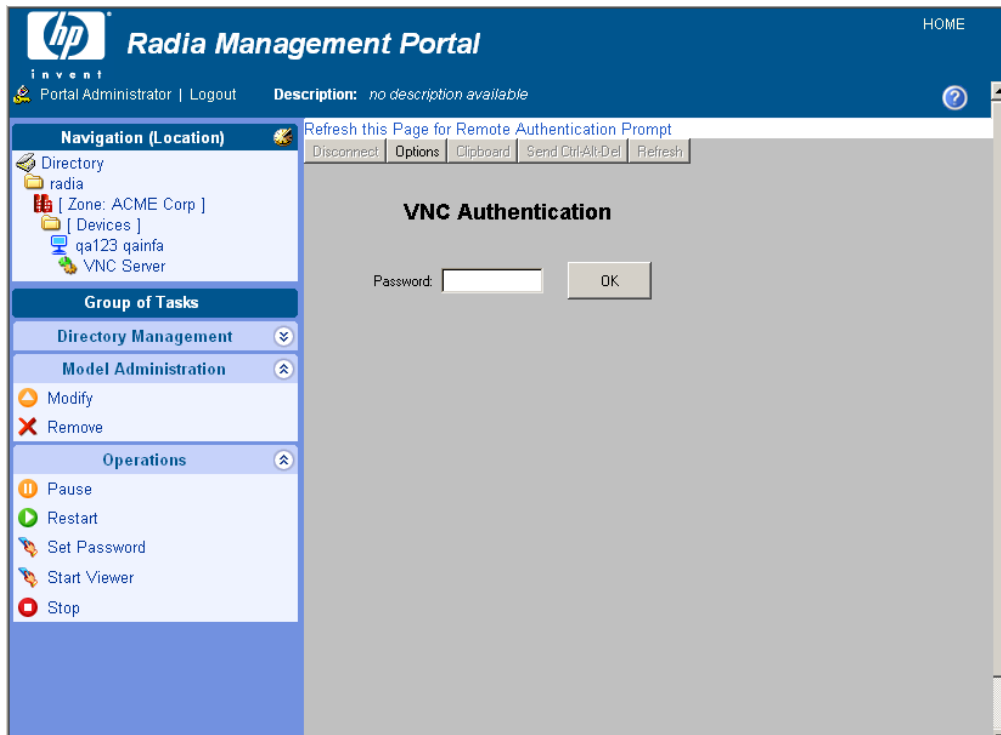 HOME
hp
invent
Radia Management Portal
Portal Administrator | Logout
Description: no description available
?
Navigation (Location)
Directory
radia
[ Zone: ACME Corp ]
[ Devices ]
qa123 qainfa
VNC Server
Group of Tasks
Directory Management
Model Administration
Modify
Remove
Operations
Pause
Restart
Set Password
Start Viewer
Stop
Refresh this Page for Remote Authentication Prompt
Disconnect Options Clipboard Send Ctrl-Alt-Del Refresh
VNC Authentication
Password: OK